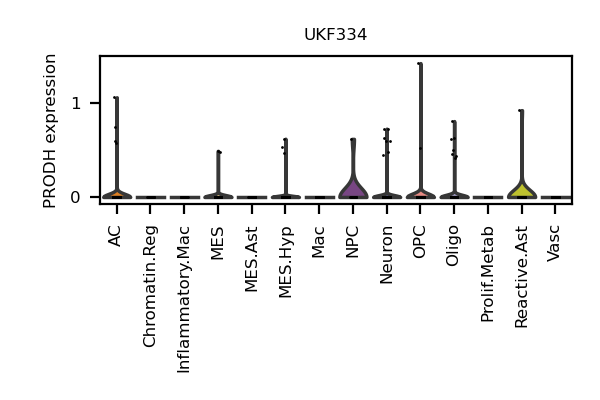 UKF334
PRODH expression
1
0
AC
Chromatin.Reg
Inflammatory.Mac
MES
MES.Ast
MES.Hyp
Mac
NPC
Neuron
OPC
Oligo
Prolif.Metab
Reactive.Ast
Vasc